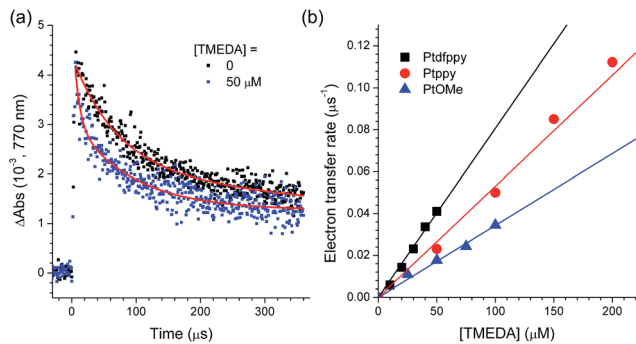 (a)
[TMEDA] =
0
50 μM
ΔAbs (10⁻³, 770 nm)
5
4
3
2
1
0
0
100
200
300
Time (μs)
(b)
Ptdfppy
Ptppy
PtOMe
Electron transfer rate (μs⁻¹)
0.12
0.10
0.08
0.06
0.04
0.02
0.00
0
50
100
150
200
[TMEDA] (μM)